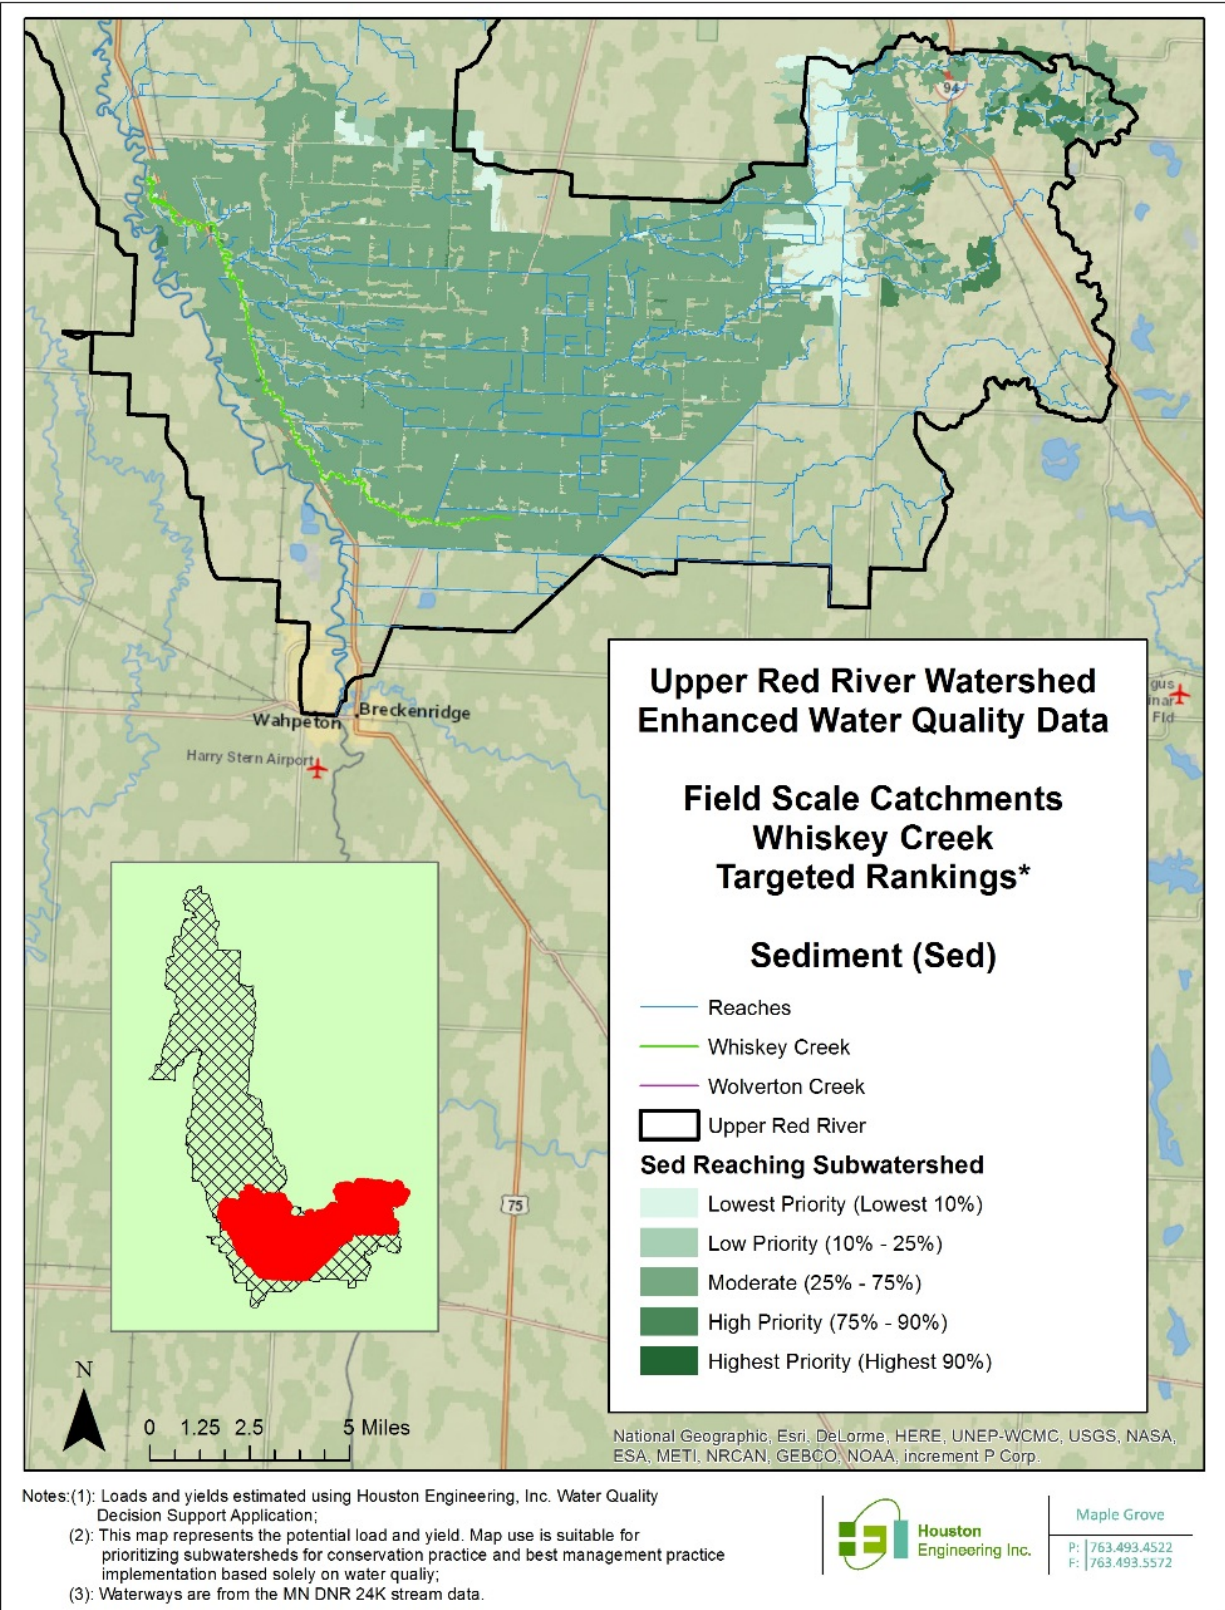 94
Wahpeton
Breckenridge
Harry Stern Airport
gus
inar
Fld
75
Upper Red River Watershed
Enhanced Water Quality Data
Field Scale Catchments
Whiskey Creek
Targeted Rankings*
Sediment (Sed)
Reaches
Whiskey Creek
Wolverton Creek
Upper Red River
Sed Reaching Subwatershed
Lowest Priority (Lowest 10%)
Low Priority (10% - 25%)
Moderate (25% - 75%)
High Priority (75% - 90%)
Highest Priority (Highest 90%)
N
0 1.25 2.5 5 Miles
National Geographic, Esri, DeLorme, HERE, UNEP-WCMC, USGS, NASA,
ESA, METI, NRCAN, GEBCO, NOAA, increment P Corp.
Notes:(1): Loads and yields estimated using Houston Engineering, Inc. Water Quality
Decision Support Application;
(2): This map represents the potential load and yield. Map use is suitable for
prioritizing subwatersheds for conservation practice and best management practice
implementation based solely on water qualiy;
(3): Waterways are from the MN DNR 24K stream data.
Houston
Engineering Inc.
Maple Grove
P: 763.493.4522
F: 763.493.5572